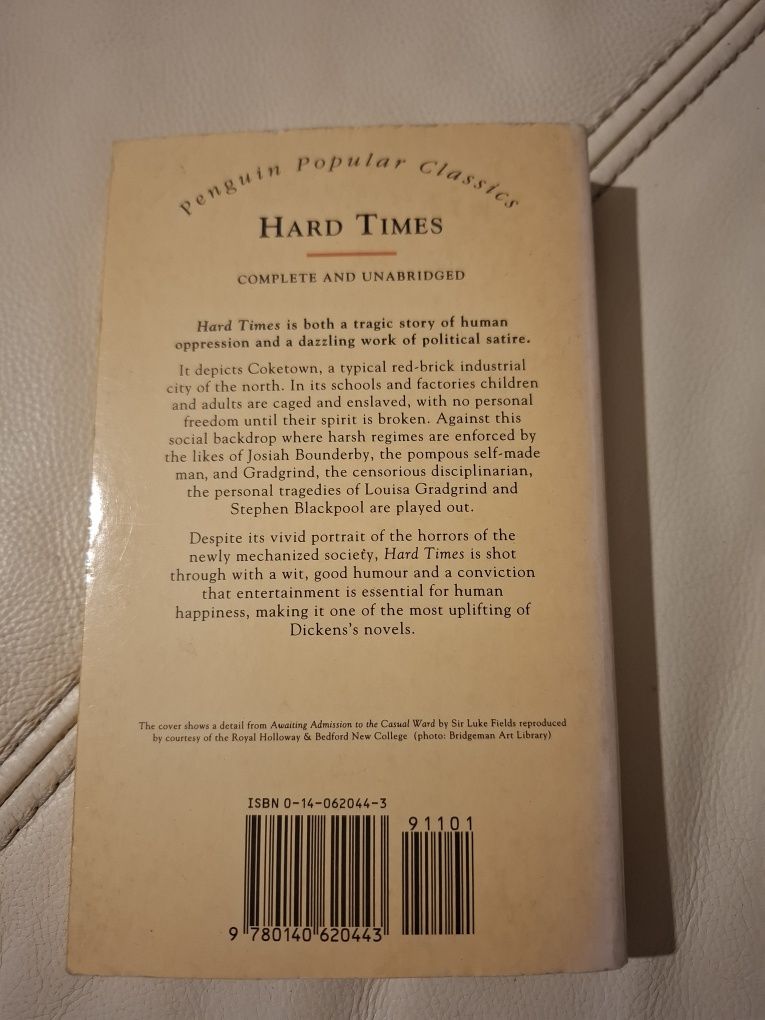 Penguin Popular Classics
HARD TIMES
COMPLETE AND UNABRIDGED
Hard Times is both a tragic story of human
oppression and a dazzling work of political satire.
It depicts Coketown, a typical red-brick industrial
city of the north. In its schools and factories children
and adults are caged and enslaved, with no personal
freedom until their spirit is broken. Against this
social backdrop where harsh regimes are enforced by
the likes of Josiah Bounderby, the pompous self-made
man, and Gradgrind, the censorious disciplinarian,
the personal tragedies of Louisa Gradgrind and
Stephen Blackpool are played out.
Despite its vivid portrait of the horrors of the
newly mechanized society, Hard Times is shot
through with a wit, good humour and a conviction
that entertainment is essential for human
happiness, making it one of the most uplifting of
Dickens's novels.
The cover shows a detail from Awaiting Admission to the Casual Ward by Sir Luke Fields reproduced
by courtesy of the Royal Holloway & Bedford New College (photo: Bridgeman Art Library)
ISBN 0-14-062044-3
91101
9 780140 620443